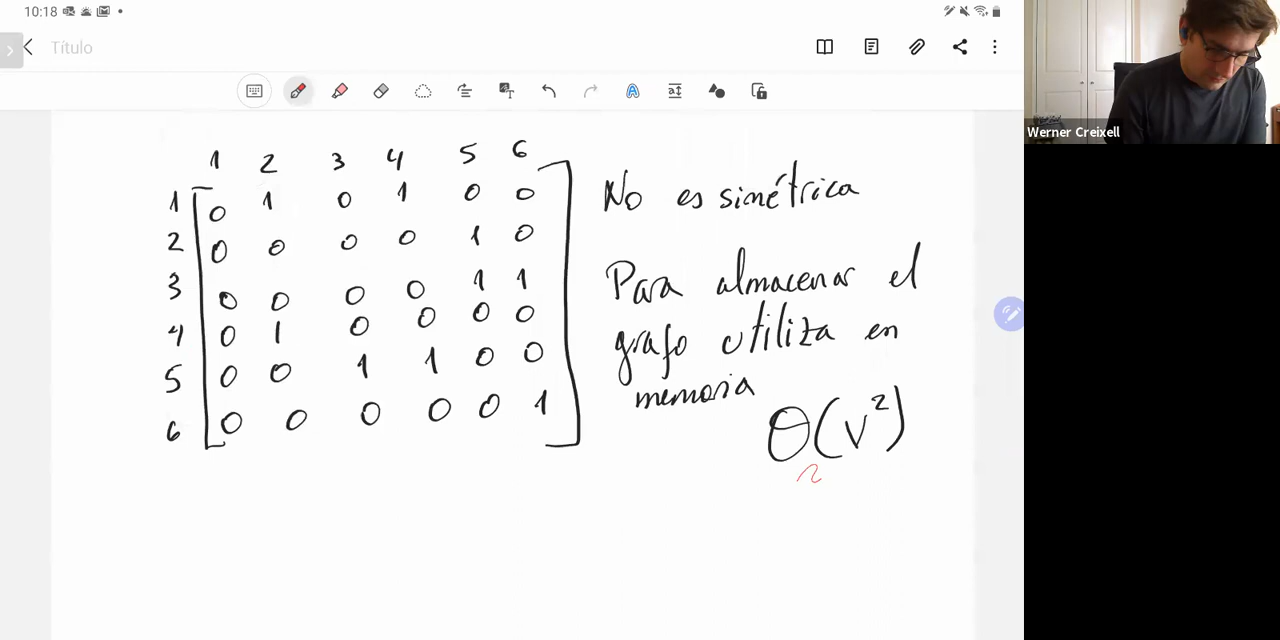 10:18
Título
Werner Creixell
1 2 3 4 5 6
1 0 1 0 1 0 0
2 0 0 0 0 1 0
3 0 0 0 0 1 1
4 0 1 0 0 0 0
5 0 0 1 1 0 0
6 0 0 0 0 0 1
No es simétrica
Para almacenar el
grafo utiliza en
memoria
Θ(V²)